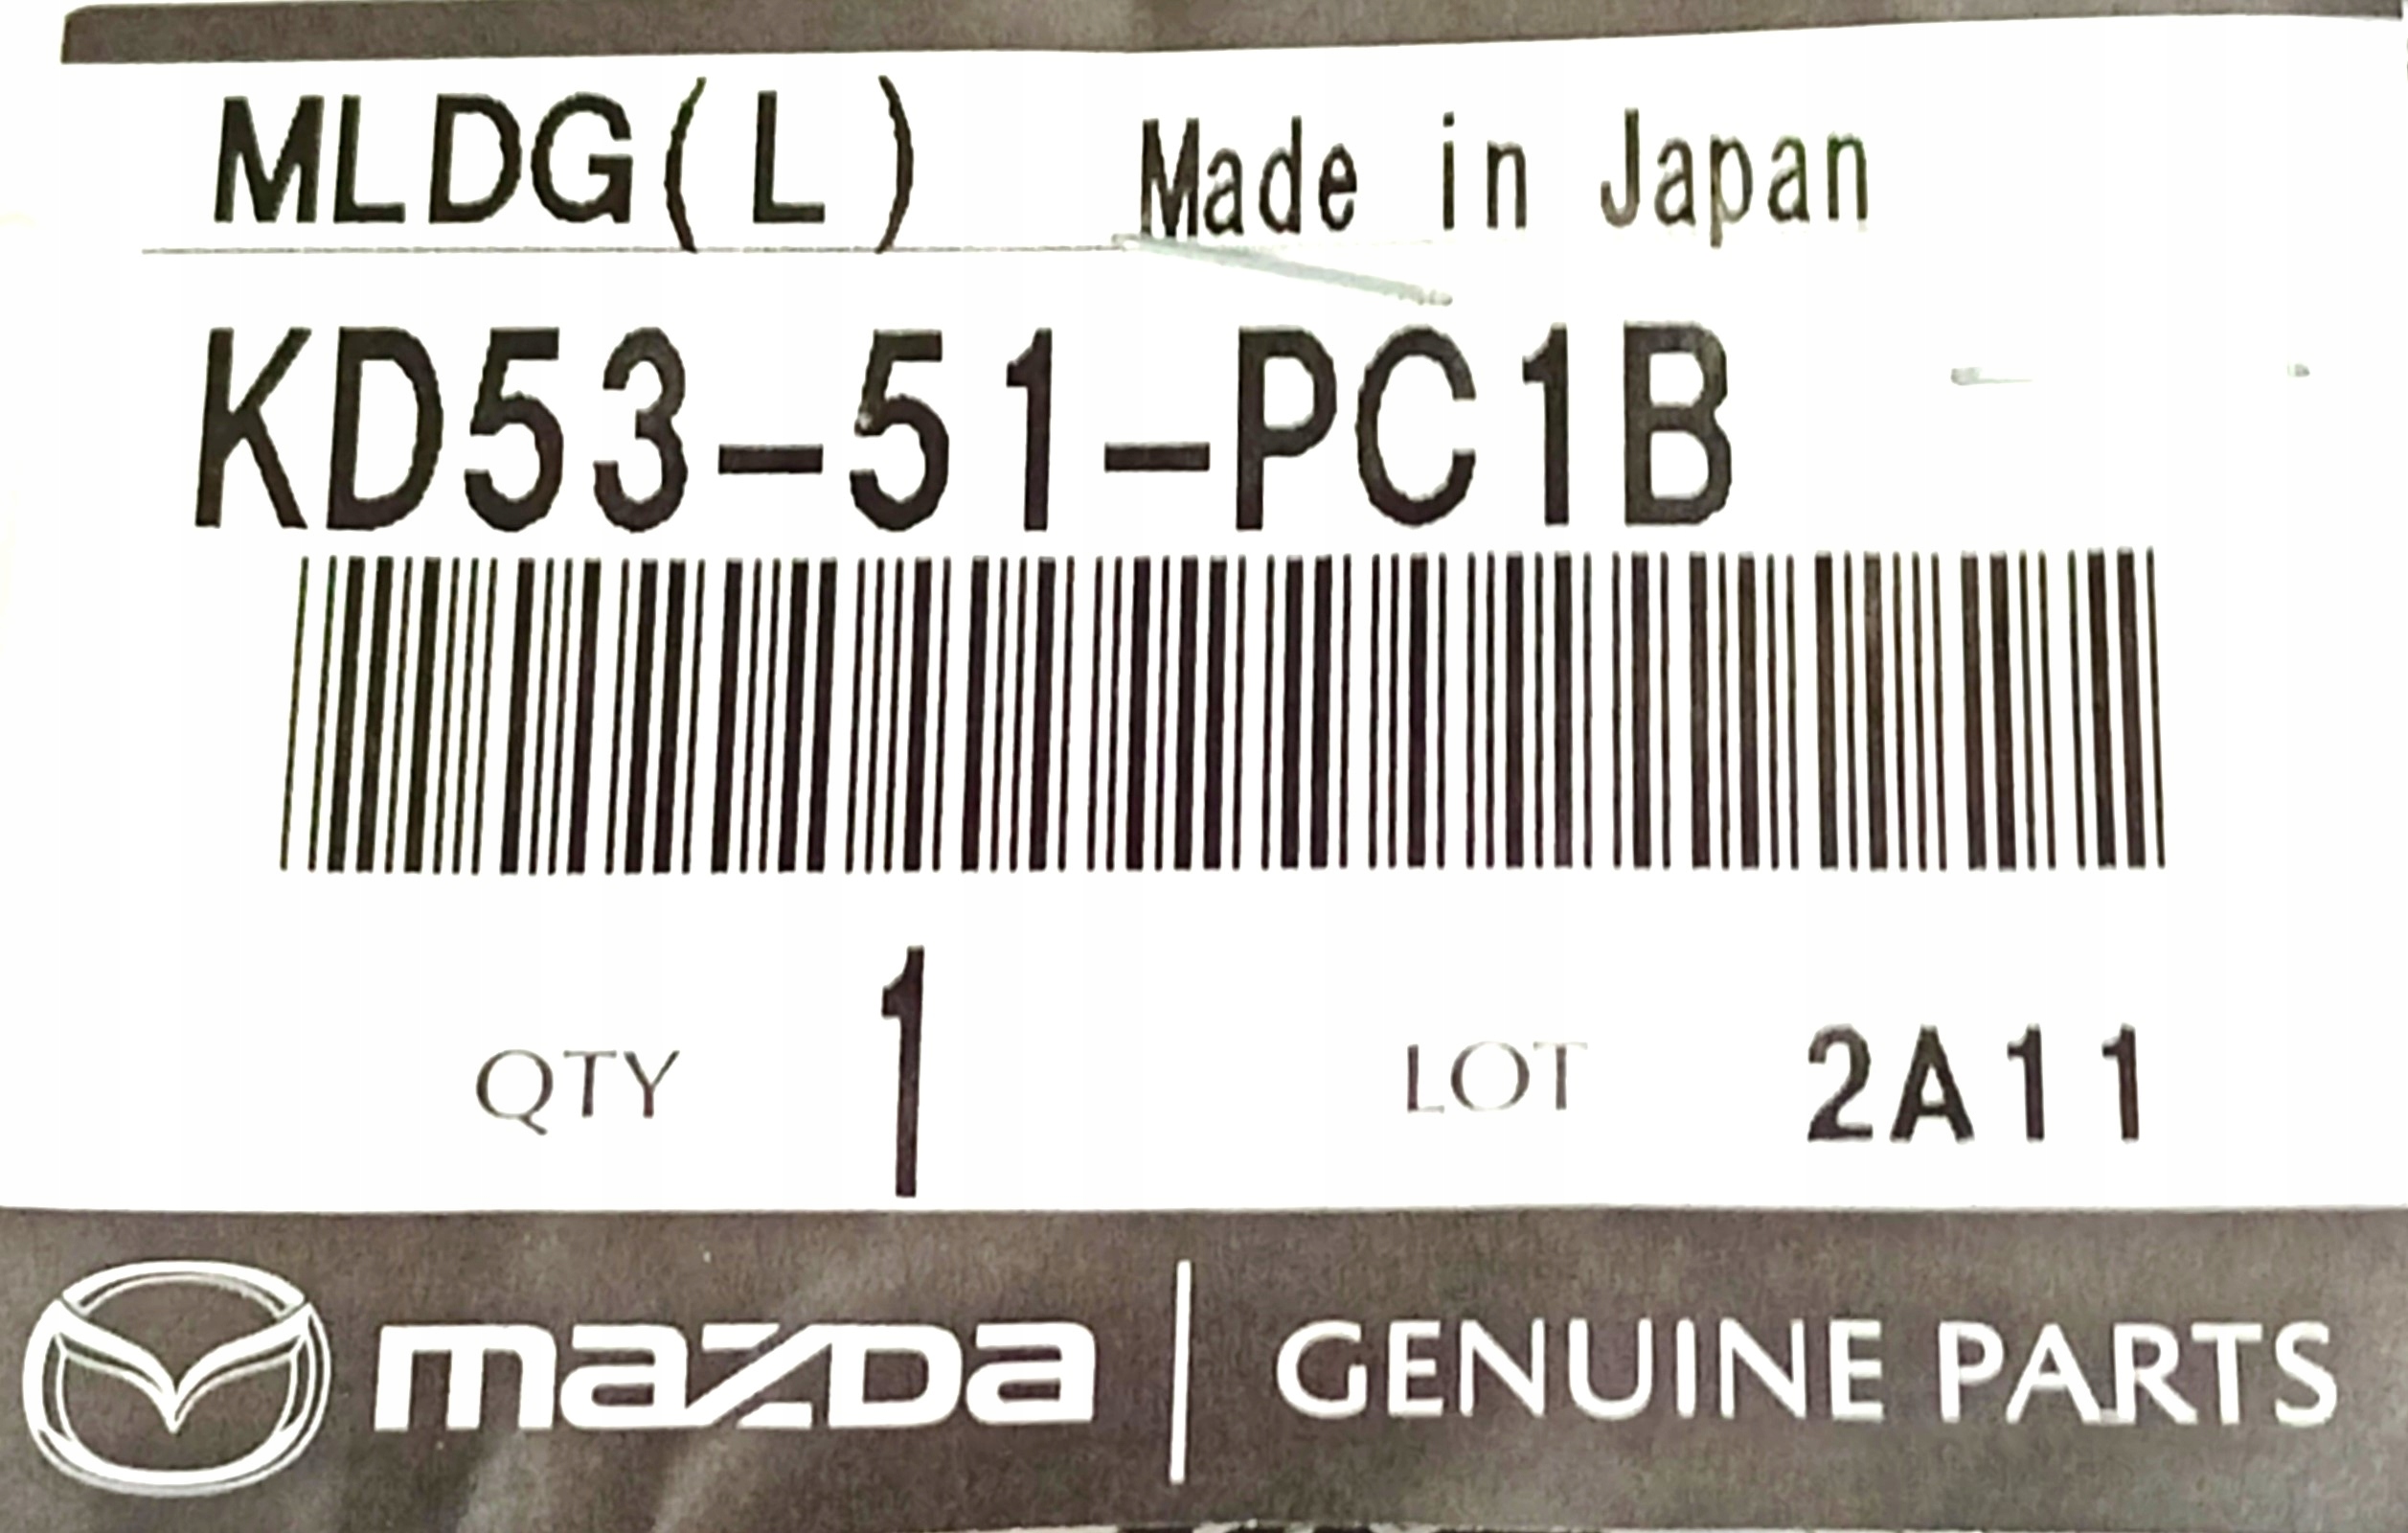 MLDG(L) Made in Japan
KD53-51-PC1B
QTY 1 LOT 2A11
mazda GENUINE PARTS